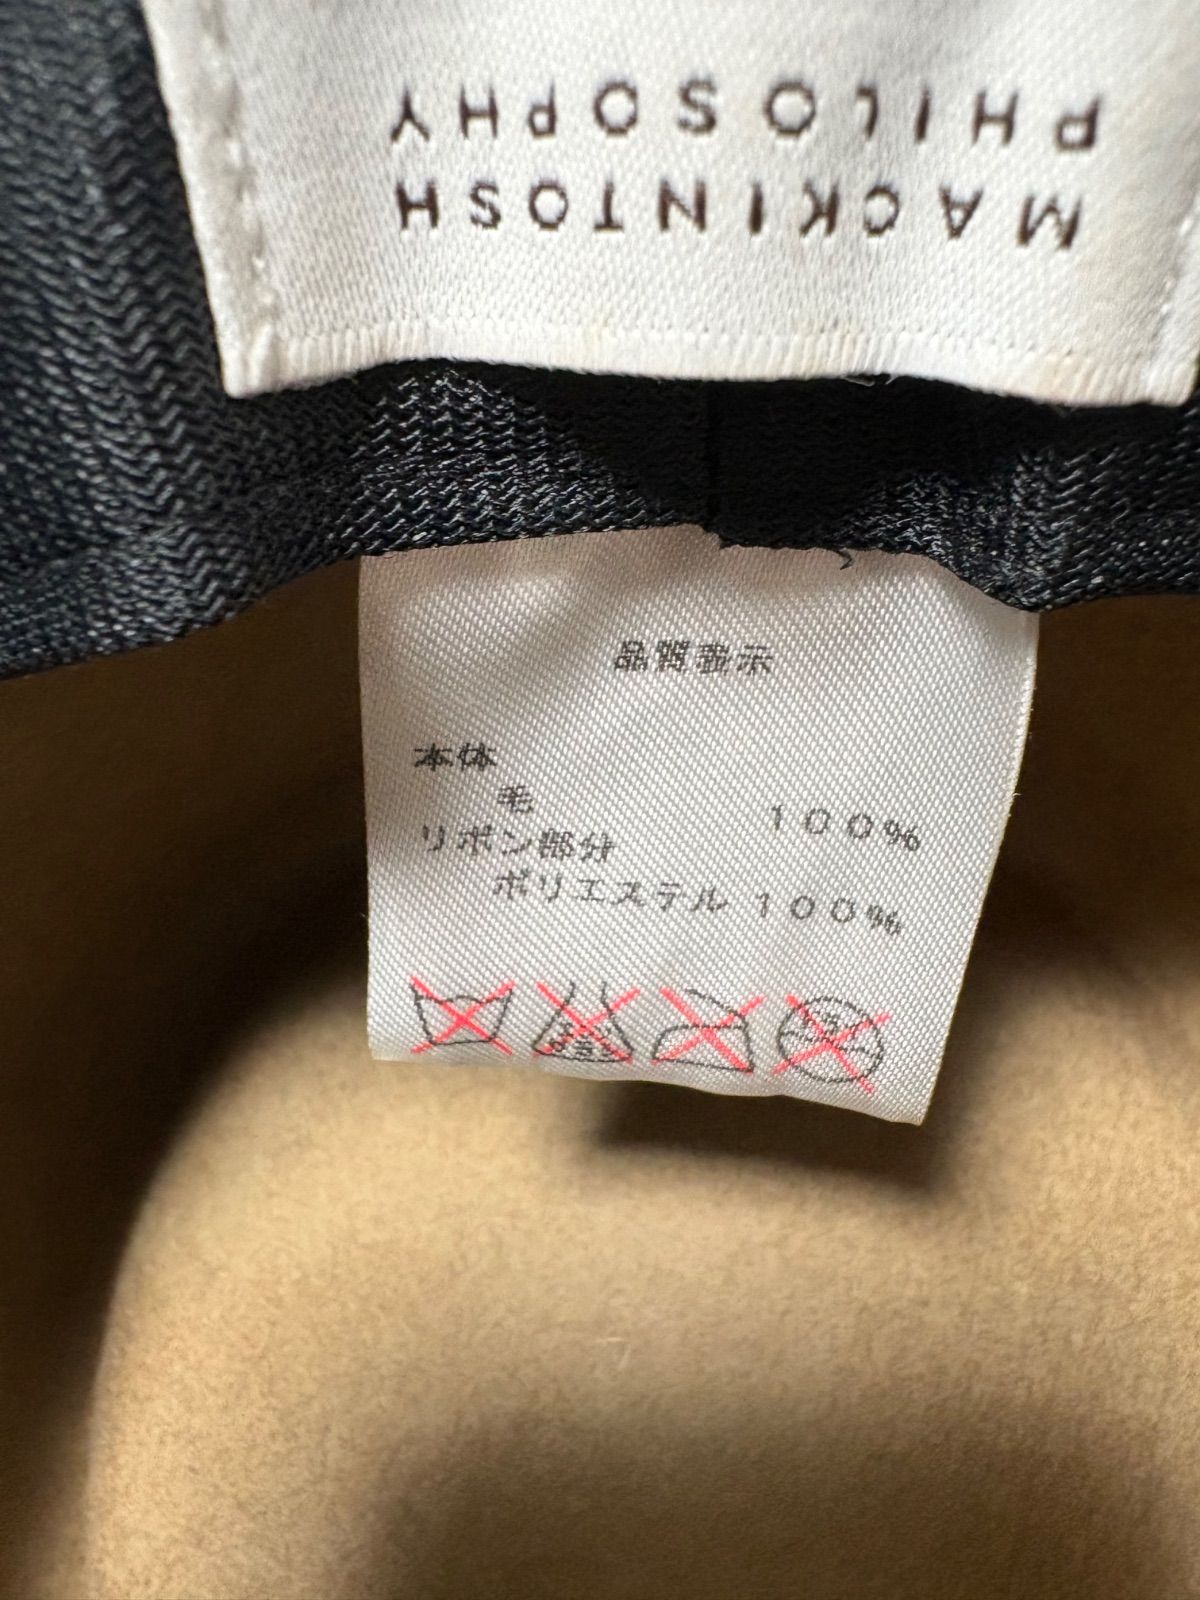 MACKINTOSH
PHILOSOPHY
品質表示
本体
毛 100%
リボン部分
ポリエステル 100%